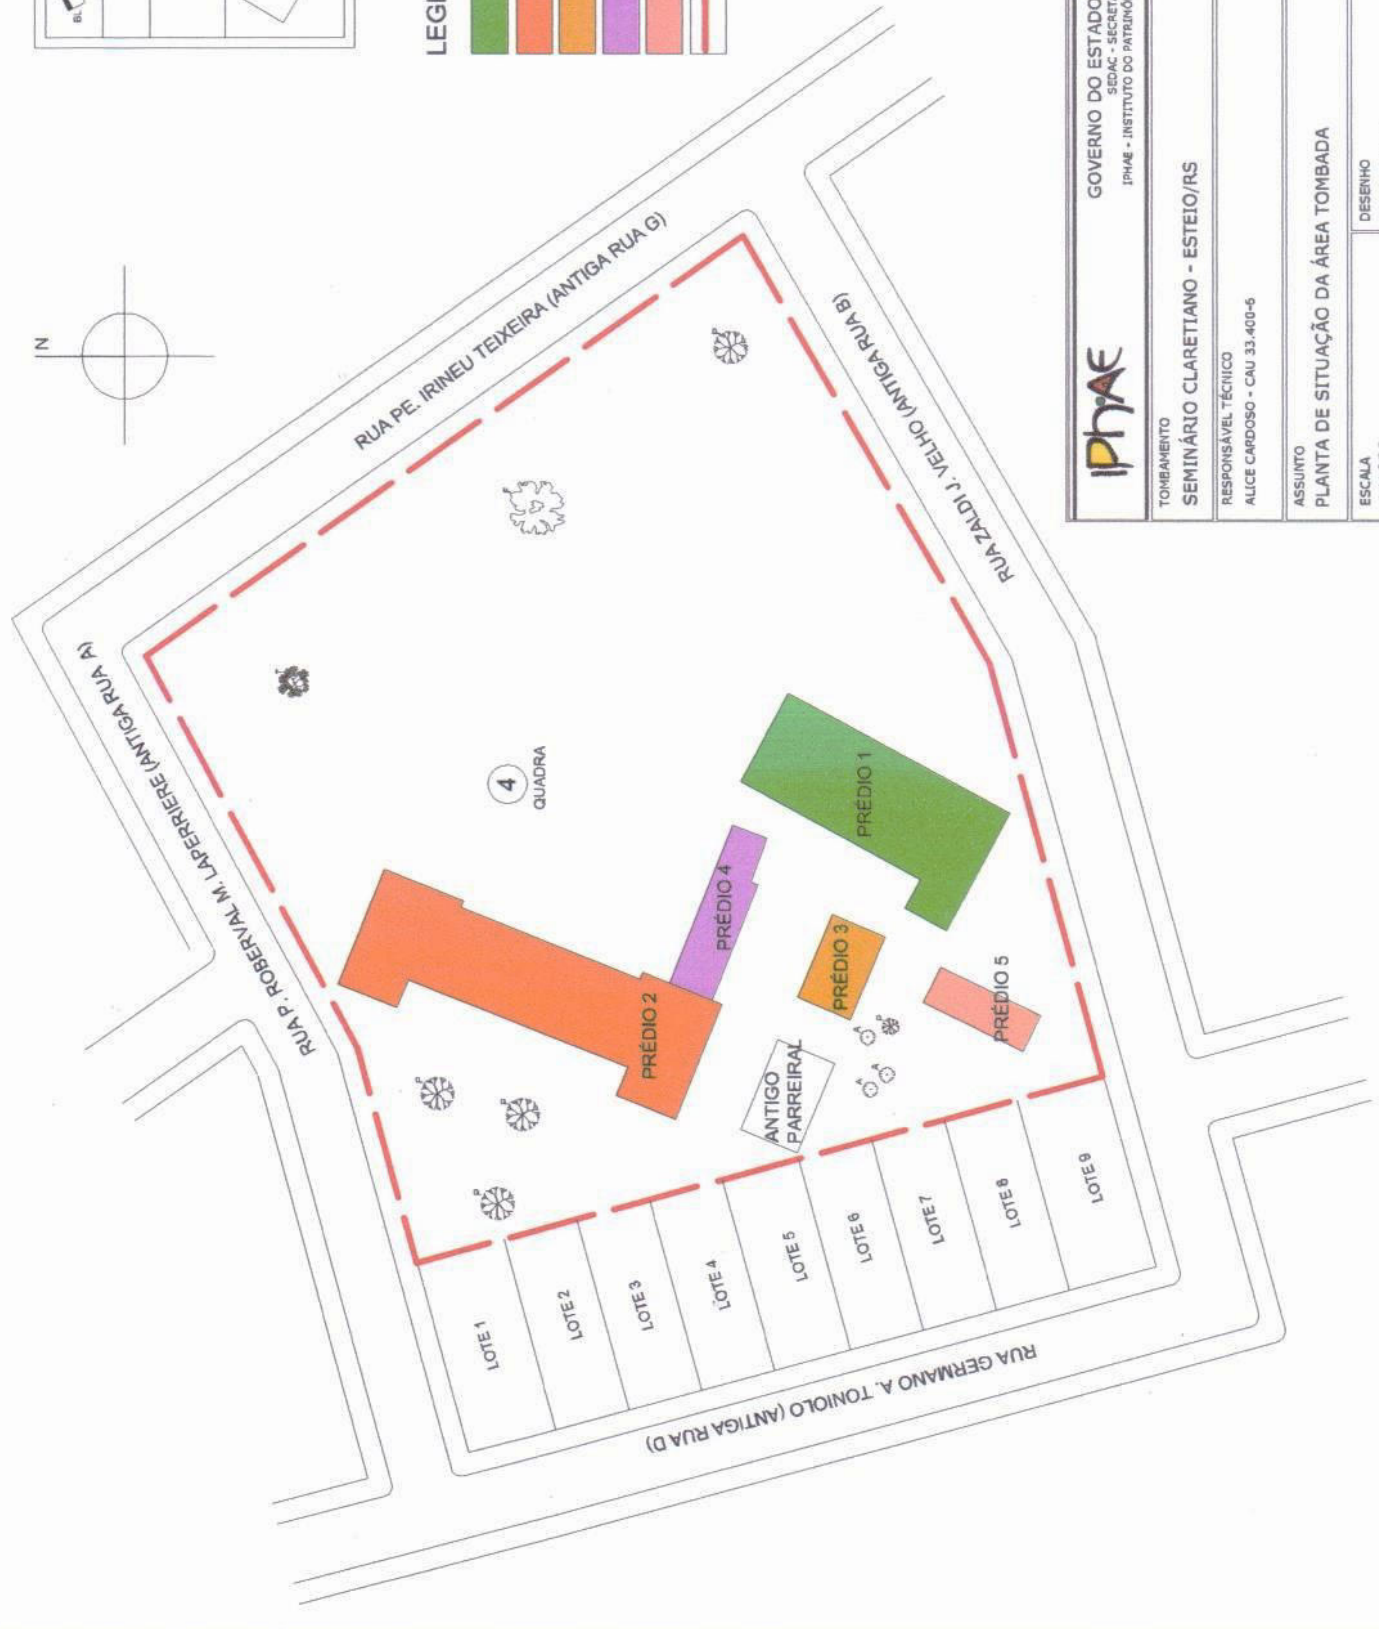 BL
LEGE
N
RUA PE. IRINEU TEIXEIRA (ANTIGA RUA G)
RUA P. ROBERVAL M. LAPERRIERE (ANTIGA RUA A)
RUA ZALDI J. VELHO (ANTIGA RUA B)
4
QUADRA
PRÉDIO 1
PRÉDIO 4
PRÉDIO 3
PRÉDIO 2
PRÉDIO 5
ANTIGO
PARREIRAL
LOTE 1
LOTE 2
LOTE 3
LOTE 4
LOTE 5
LOTE 6
LOTE 7
LOTE 8
LOTE 9
RUA GERMANO A. TONIOLO (ANTIGA RUA D)
IPHAE
GOVERNO DO ESTADO
SEDAC - SECRET
IPHAE - INSTITUTO DO PATRIMÔ
TOMBAMENTO
SEMINÁRIO CLARETIANO - ESTEIO/RS
RESPONSÁVEL TÉCNICO
ALICE CARDOSO - CAU 33.400-6
ASSUNTO
PLANTA DE SITUAÇÃO DA ÁREA TOMBADA
ESCALA
DESENHO